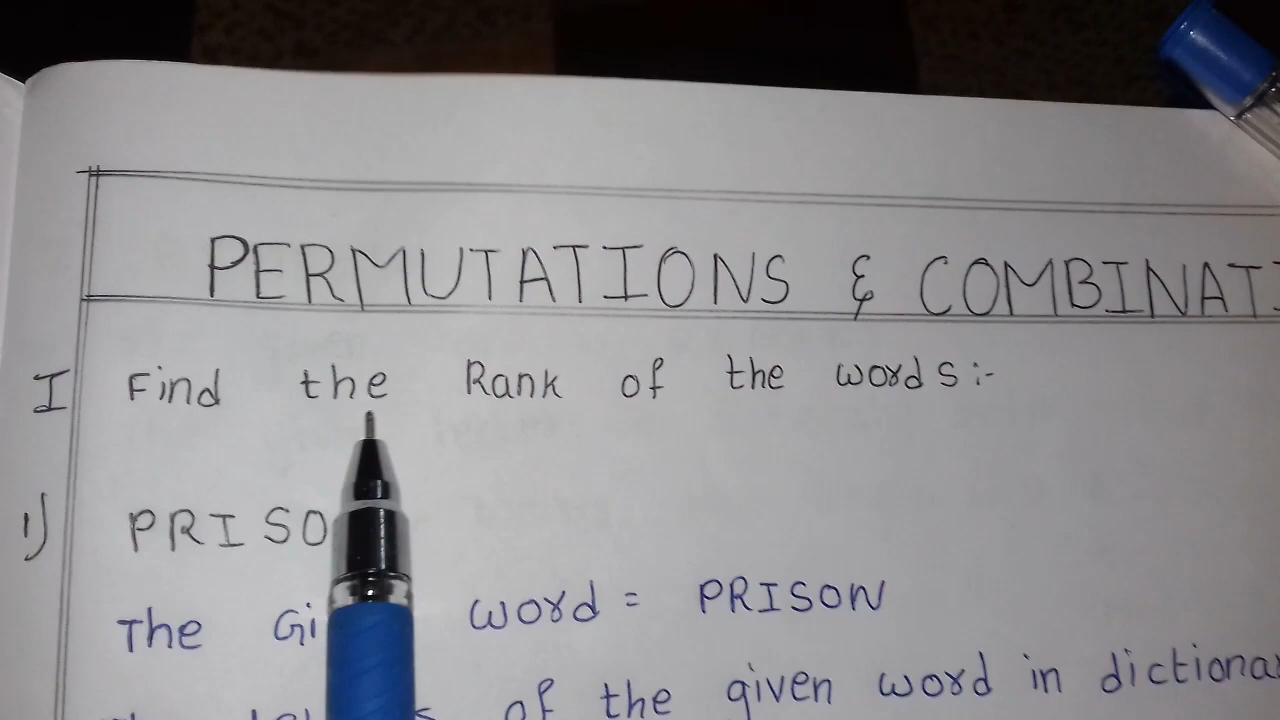 PERMUTATIONS & COMBINATI
I Find the Rank of the words:-
1) PRISO
The Gi word = PRISON
of the given word in dictiona